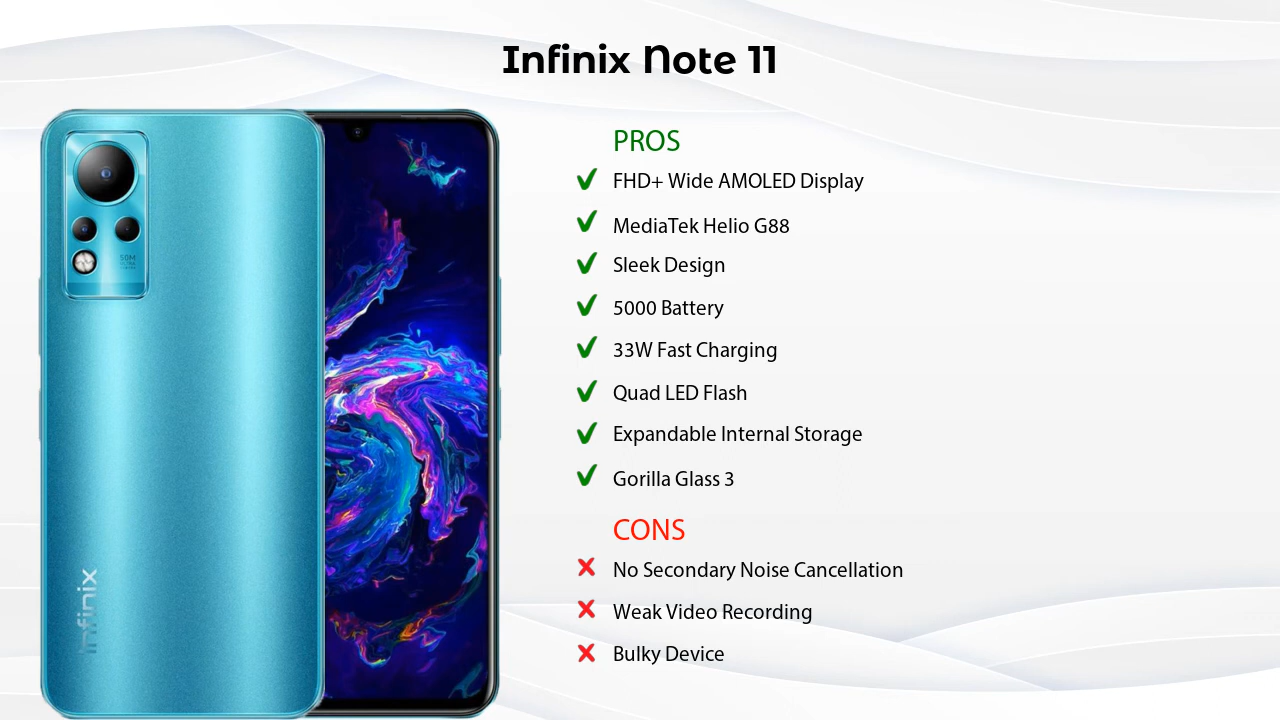 Infinix Note 11
PROS
FHD+ Wide AMOLED Display
MediaTek Helio G88
Sleek Design
5000 Battery
33W Fast Charging
Quad LED Flash
Expandable Internal Storage
Gorilla Glass 3
CONS
No Secondary Noise Cancellation
Weak Video Recording
Bulky Device
50M
Infinix